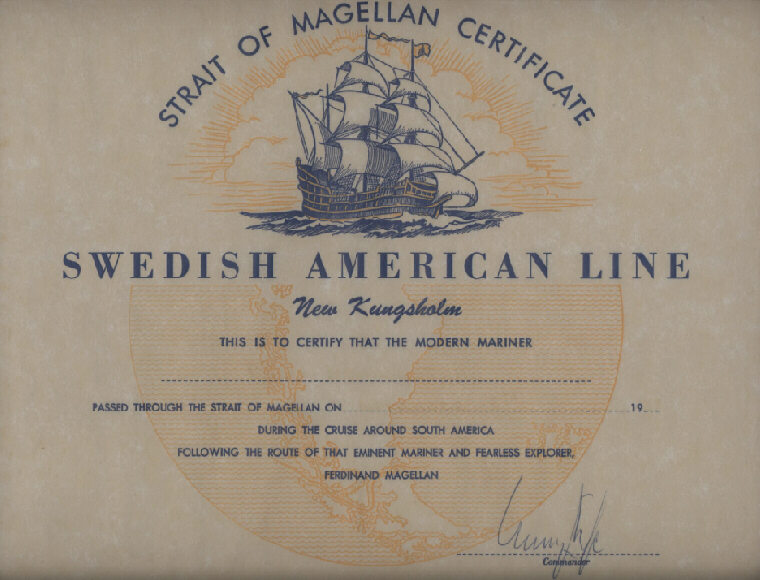 STRAIT OF MAGELLAN CERTIFICATE
SWEDISH AMERICAN LINE
New Kungsholm
THIS IS TO CERTIFY THAT THE MODERN MARINER
PASSED THROUGH THE STRAIT OF MAGELLAN ON 19
DURING THE CRUISE AROUND SOUTH AMERICA
FOLLOWING THE ROUTE OF THAT EMINENT MARINER AND FEARLESS EXPLORER,
FERDINAND MAGELLAN
Commander